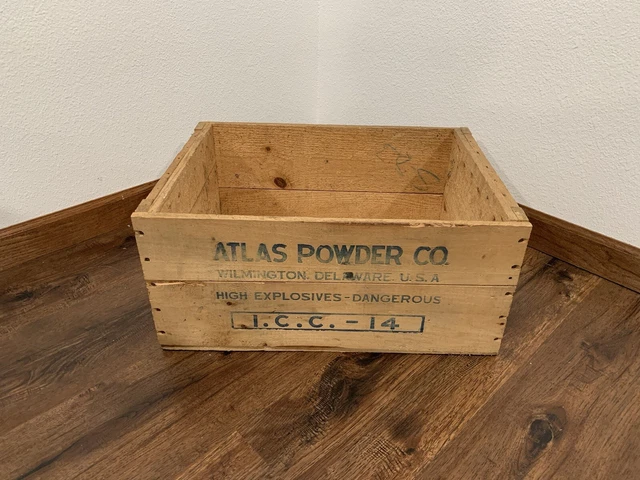 ATLAS POWDER CO.
WILMINGTON, DELAWARE, U.S.A
HIGH EXPLOSIVES-DANGEROUS
I.C.C. - 14